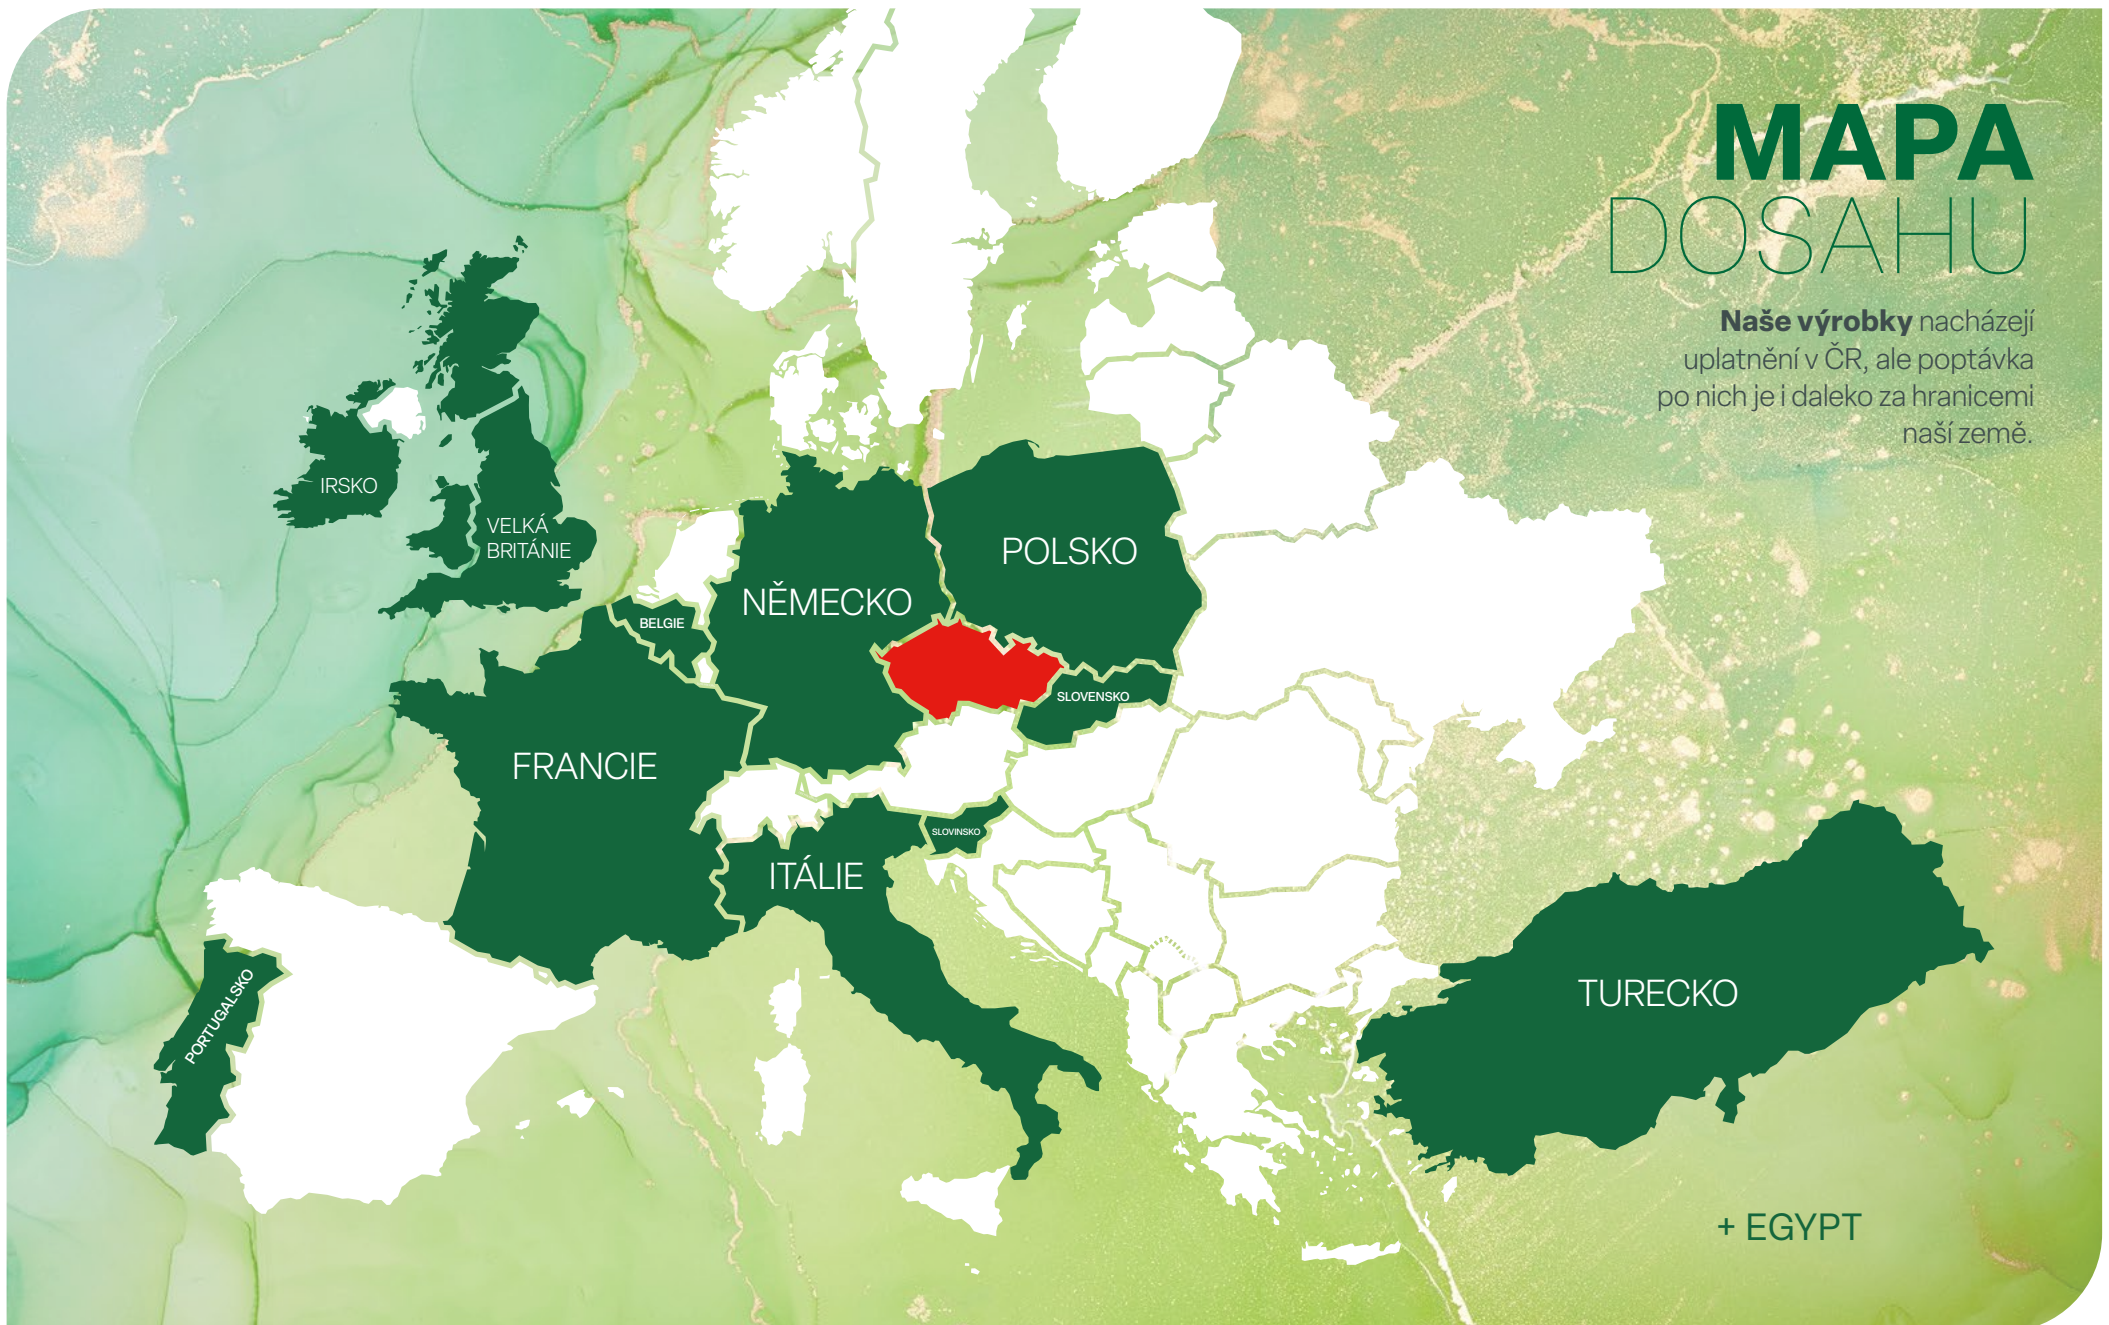 MAPA
DOSAHU
Naše výrobky nacházejí
uplatnění v ČR, ale poptávka
po nich je i daleko za hranicemi
naší země.
IRSKO
VELKÁ
BRITÁNIE
POLSKO
NĚMECKO
BELGIE
SLOVENSKO
FRANCIE
SLOVINSKO
ITÁLIE
PORTUGALSKO
TURECKO
+ EGYPT